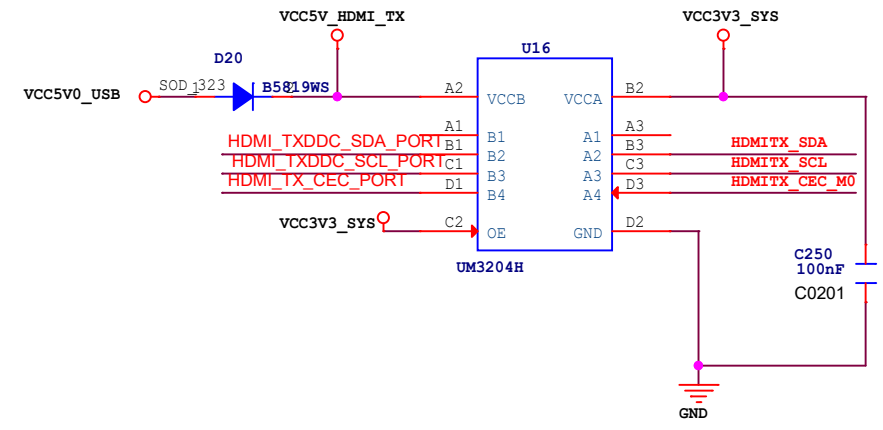 VCC5V_HDMI_TX
VCC3V3_SYS
U16
D20
VCC5V0_USB
SOD_323
1
B5819WS
2
A2
VCCB
VCCA
B2
A1
B1
A1
A3
HDMI_TXDDC_SDA_PORT
B1
B2
A2
B3
HDMITX_SDA
HDMI_TXDDC_SCL_PORT
C1
B3
A3
C3
HDMITX_SCL
HDMI_TX_CEC_PORT
D1
B4
A4
D3
HDMITX_CEC_M0
VCC3V3_SYS
C2
OE
GND
D2
UM3204H
C250
100nF
C0201
GND